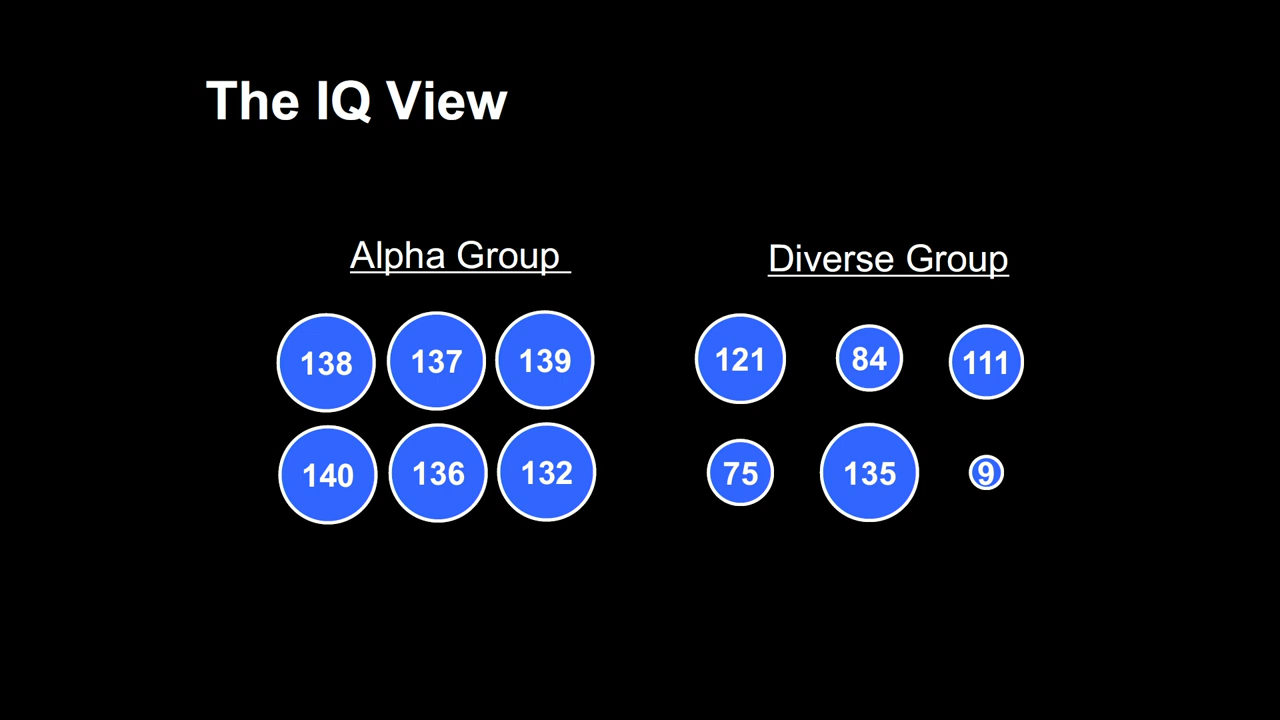 The IQ View
Alpha Group
Diverse Group
138 137 139
121 84 111
140 136 132
75 135 9